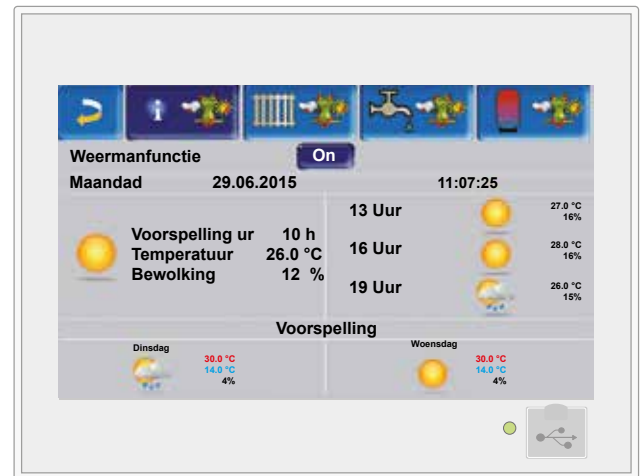 Weermanfunctie On
Maandad 29.06.2015 11:07:25
Voorspelling ur 10 h
Temperatuur 26.0 °C
Bewolking 12 %
13 Uur 27.0 °C
16%
16 Uur 28.0 °C
16%
19 Uur 26.0 °C
15%
Voorspelling
Dinsdag
30.0 °C
14.0 °C
4%
Woensdag
30.0 °C
14.0 °C
4%